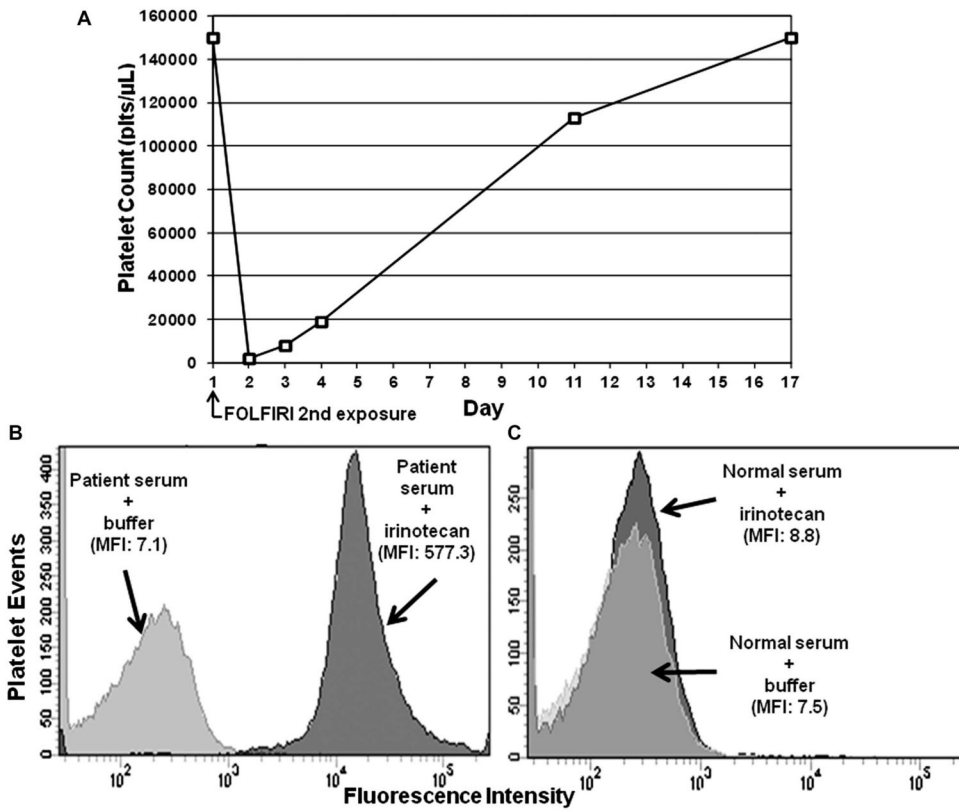 A
Platelet Count (plts/µL)
160000
140000
120000
100000
80000
60000
40000
20000
0
1 2 3 4 5 6 7 8 9 10 11 12 13 14 15 16 17
Day
FOLFIRI 2nd exposure
B
Platelet Events
400
350
300
250
200
150
100
50
0
Patient serum
+
buffer
(MFI: 7.1)
Patient
serum
+
irinotecan
(MFI: 577.3)
10² 10³ 10⁴ 10⁵
C
250
200
150
100
50
0
Normal serum
+
irinotecan
(MFI: 8.8)
Normal serum
+
buffer
(MFI: 7.5)
10² 10³ 10⁴ 10⁵
Fluorescence Intensity